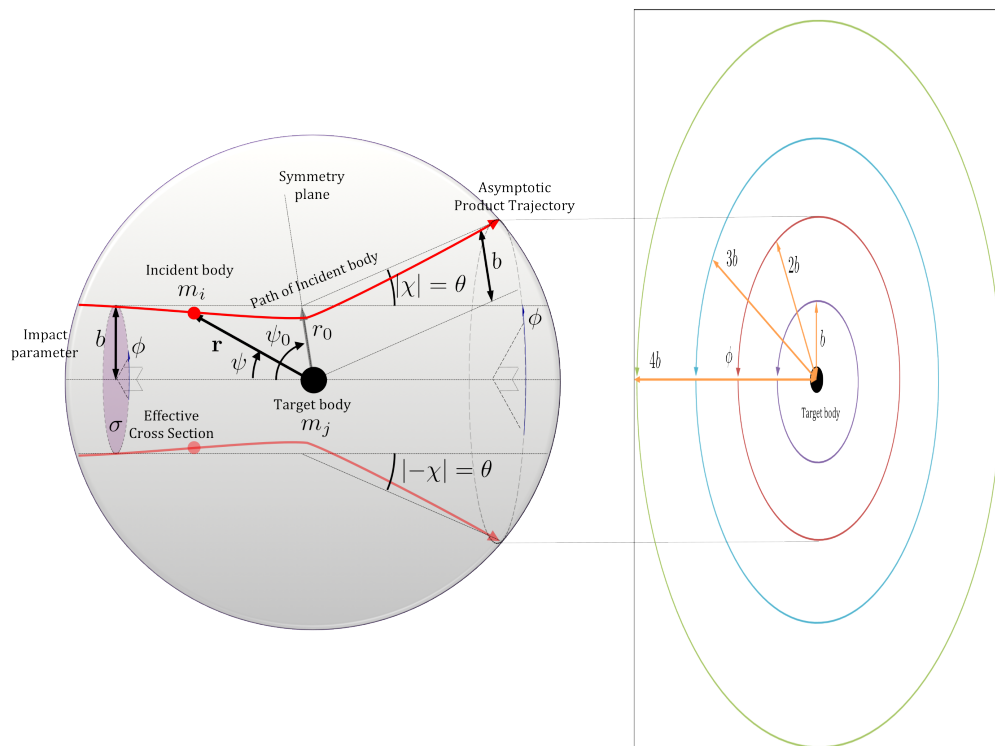 Symmetry
plane
Asymptotic
Product Trajectory
Incident body
m_i
Path of Incident body
|χ| = θ
b
Impact
parameter
b
ϕ
r
ψ
ψ_0
r_0
ϕ
Target body
m_j
Effective
Cross Section
σ
|−χ| = θ
3b
2b
b
4b
ϕ
Target body